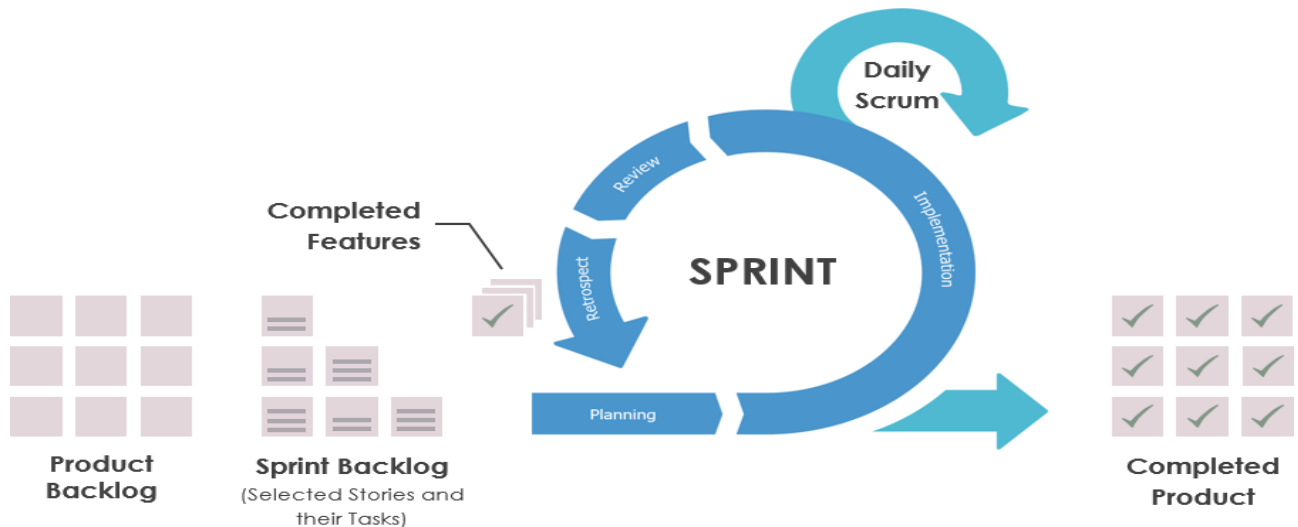 Daily
Scrum
Review
Implementation
Completed
Features
SPRINT
Retrospect
Planning
Product
Backlog
Sprint Backlog
(Selected Stories and
their Tasks)
Completed
Product